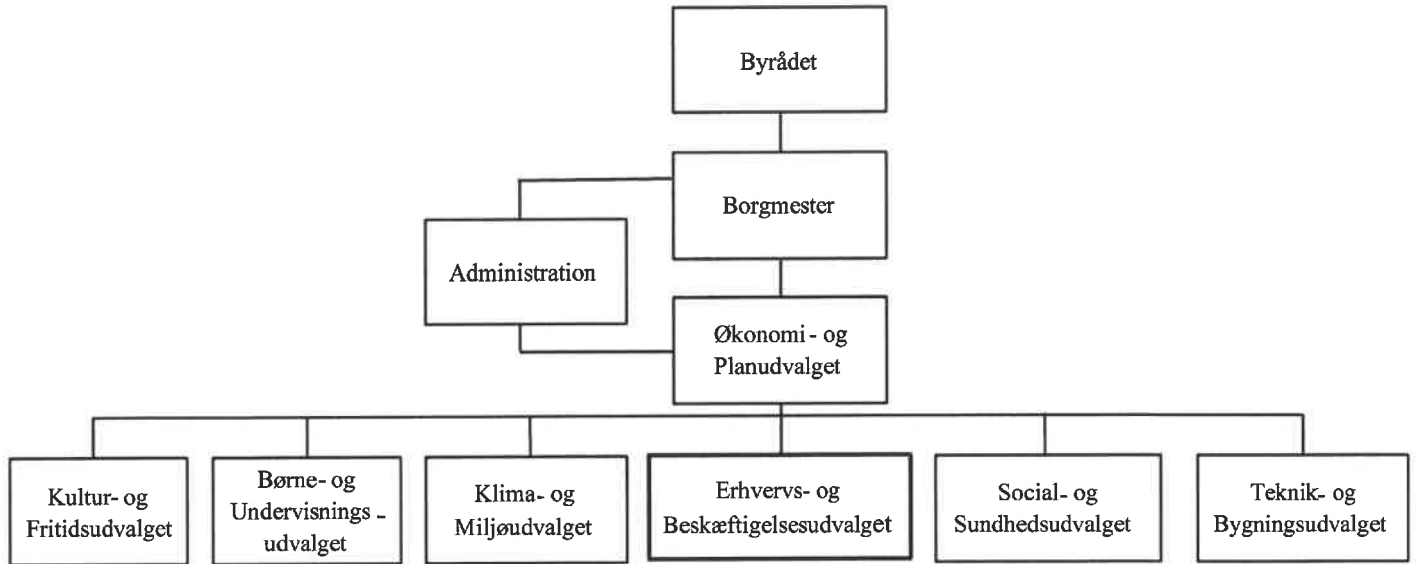 Byrådet
Borgmester
Administration
Økonomi- og
Planudvalget
Kultur- og
Fritidsudvalget
Børne- og
Undervisnings -
udvalget
Klima- og
Miljøudvalget
Erhvervs- og
Beskæftigelsesudvalget
Social- og
Sundhedsudvalget
Teknik- og
Bygningsudvalget